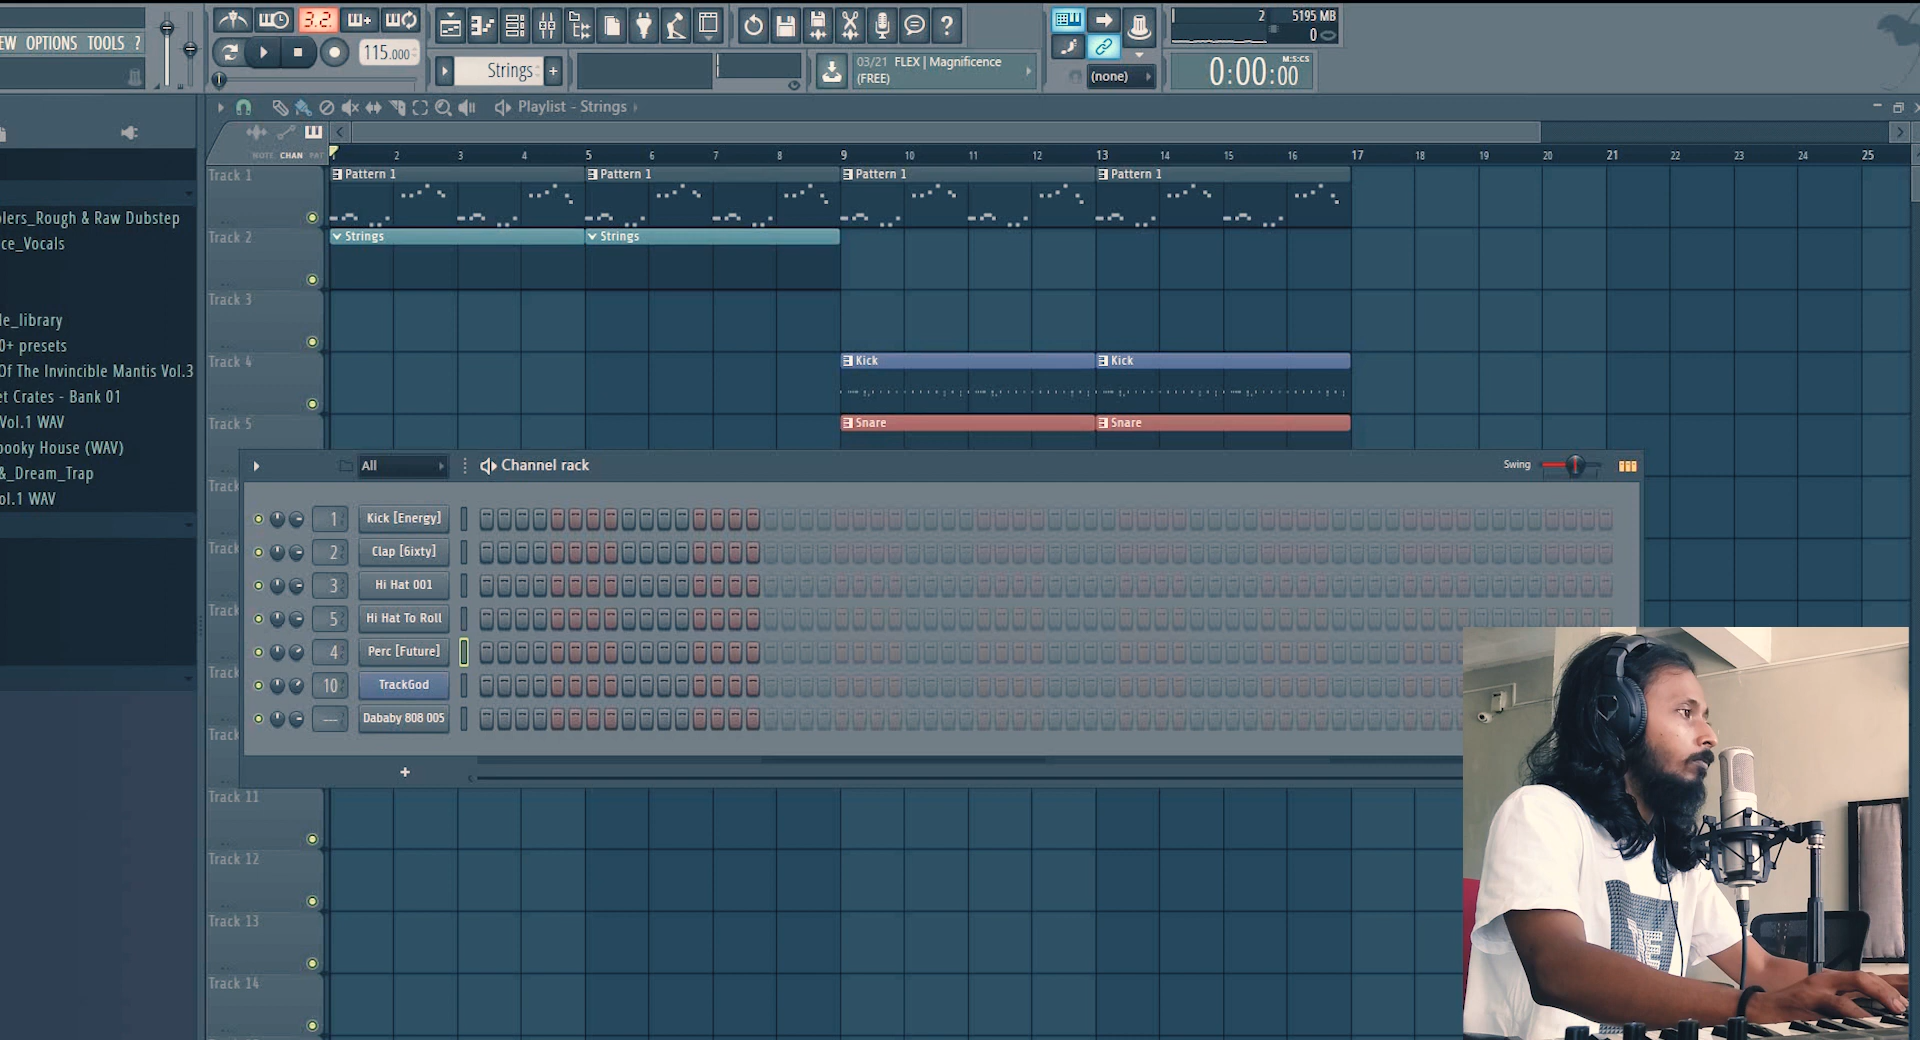 3.2
2
5195 MB
EW OPTIONS TOOLS ?
0
115.000
03/21 FLEX | Magnificence
(FREE)
Strings
(none)
M:S:CS
0:00:00
Playlist - Strings
NOTE CHAN PAT
1 2 3 4 5 6 7 8 9 10 11 12 13 14 15 16 17 18 19 20 21 22 23 24 25
Track 1
Pattern 1
Pattern 1
Pattern 1
Pattern 1
Track 2
Strings
Strings
Track 3
Track 4
Kick
Kick
Track 5
Snare
Snare
olers_Rough & Raw Dubstep
ce_Vocals
le_library
0+ presets
Of The Invincible Mantis Vol.3
et Crates - Bank 01
Vol.1 WAV
pooky House (WAV)
&_Dream_Trap
ol.1 WAV
All
Channel rack
Swing
Track
1
Kick [Energy]
Track
2
Clap [6ixty]
3
Hi Hat 001
Track
5
Hi Hat To Roll
4
Perc [Future]
Track
10
TrackGod
Dababy 808 005
Track
Track 11
Track 12
Track 13
Track 14